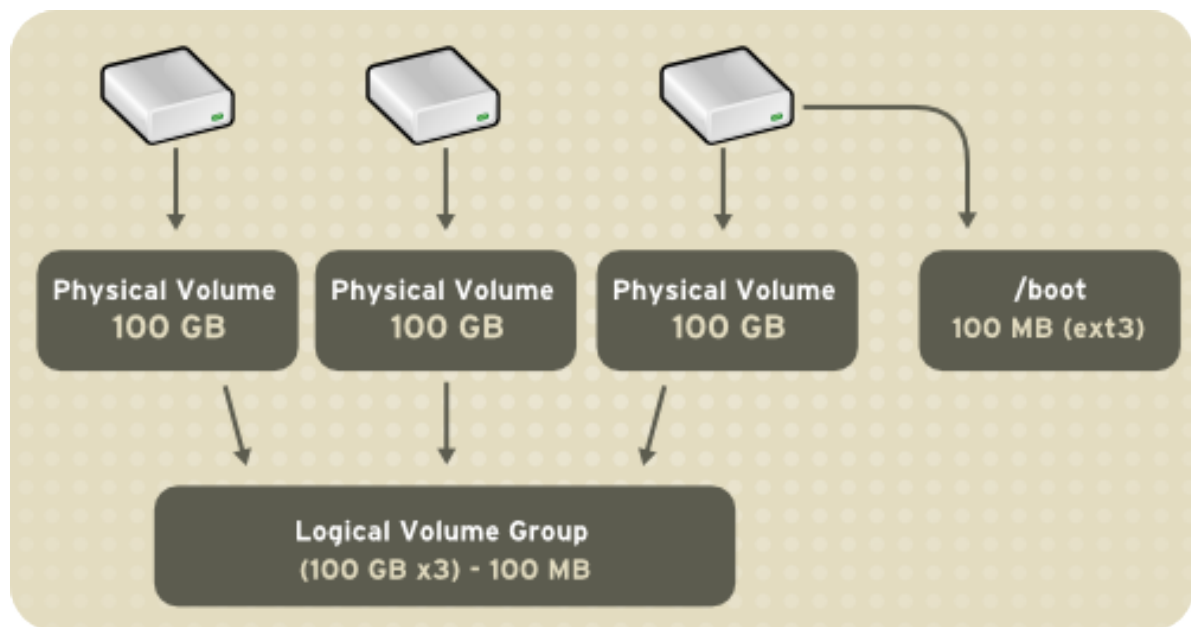 Physical Volume
100 GB
Physical Volume
100 GB
Physical Volume
100 GB
/boot
100 MB (ext3)
Logical Volume Group
(100 GB x3) - 100 MB